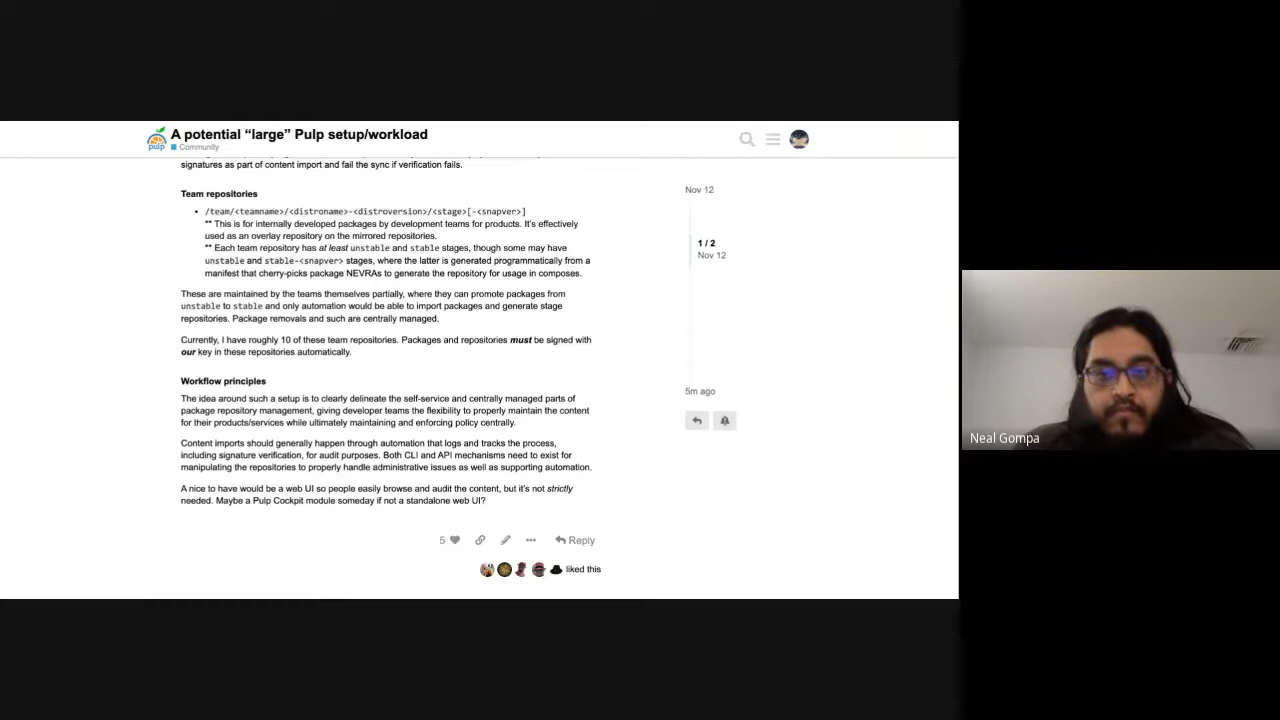 A potential “large” Pulp setup/workload
pulp
Community
signatures as part of content import and fail the sync if verification fails.
Team repositories
• /team/<teamname>/<distroname>-<distroversion>/<stage>[-<snapver>]
** This is for internally developed packages by development teams for products. It’s effectively
used as an overlay repository on the mirrored repositories.
** Each team repository has at least unstable and stable stages, though some may have
unstable and stable-<snapver> stages, where the latter is generated programmatically from a
manifest that cherry-picks package NEVRAs to generate the repository for usage in composes.
These are maintained by the teams themselves partially, where they can promote packages from
unstable to stable and only automation would be able to import packages and generate stage
repositories. Package removals and such are centrally managed.
Currently, I have roughly 10 of these team repositories. Packages and repositories must be signed with
our key in these repositories automatically.
Workflow principles
The idea around such a setup is to clearly delineate the self-service and centrally managed parts of
package repository management, giving developer teams the flexibility to properly maintain the content
for their products/services while ultimately maintaining and enforcing policy centrally.
Content imports should generally happen through automation that logs and tracks the process,
including signature verification, for audit purposes. Both CLI and API mechanisms need to exist for
manipulating the repositories to properly handle administrative issues as well as supporting automation.
A nice to have would be a web UI so people easily browse and audit the content, but it’s not strictly
needed. Maybe a Pulp Cockpit module someday if not a standalone web UI?
5
Reply
liked this
Nov 12
1 / 2
Nov 12
5m ago
Neal Gompa